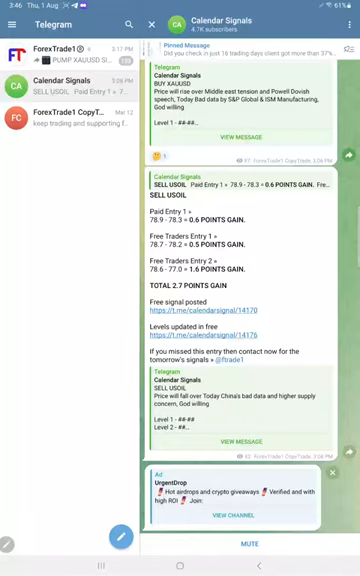 3:46 Thu, 1 Aug
61%
Telegram
ForexTrade1
3:17 PM
PUMP XAUUSD SI...
Calendar Signals
3:06 PM
CA
SELL USOIL Paid Entry 1 » 7...
ForexTrade1 CopyT...
Mar 12
FC
keep trading and supporting f...
CA
Calendar Signals
4.7K subscribers
Pinned Message
Did you check in just 16 trading days client got more than 37%...
Telegram
Calendar Signals
BUY XAUUSD
Price will rise over Middle east tension and Powell Dovish
speech, Today Bad data by S&P Global & ISM Manufacturing,
God willing
Level 1 - ##-##...
VIEW MESSAGE
1
ForexTrade1 CopyTrade, 3:06 PM
Calendar Signals
SELL USOIL Paid Entry 1 » 78.9 - 78.3 = 0.6 POINTS GAIN. Fre...
SELL USOIL
Paid Entry 1 »
78.9 - 78.3 = 0.6 POINTS GAIN.
Free Traders Entry 1 »
78.7 - 78.2 = 0.5 POINTS GAIN.
Free Traders Entry 2 »
78.6 - 77.0 = 1.6 POINTS GAIN.
TOTAL 2.7 POINTS GAIN
Free signal posted
https://t.me/calendarsignal/14170
Levels updated in free
https://t.me/calendarsignal/14176
If you missed this entry then contact now for the
tomorrow's signals » @ftrade1
Telegram
Calendar Signals
SELL USOIL
Price will fall over Today China's bad data and higher supply
concern, God willing
Level 1 - ##-##
Level 2 - ##...
VIEW MESSAGE
ForexTrade1 CopyTrade, 3:06 PM
Ad
UrgentDrop
Hot airdrops and crypto giveaways Verified and with
high ROI Join:
VIEW CHANNEL
MUTE